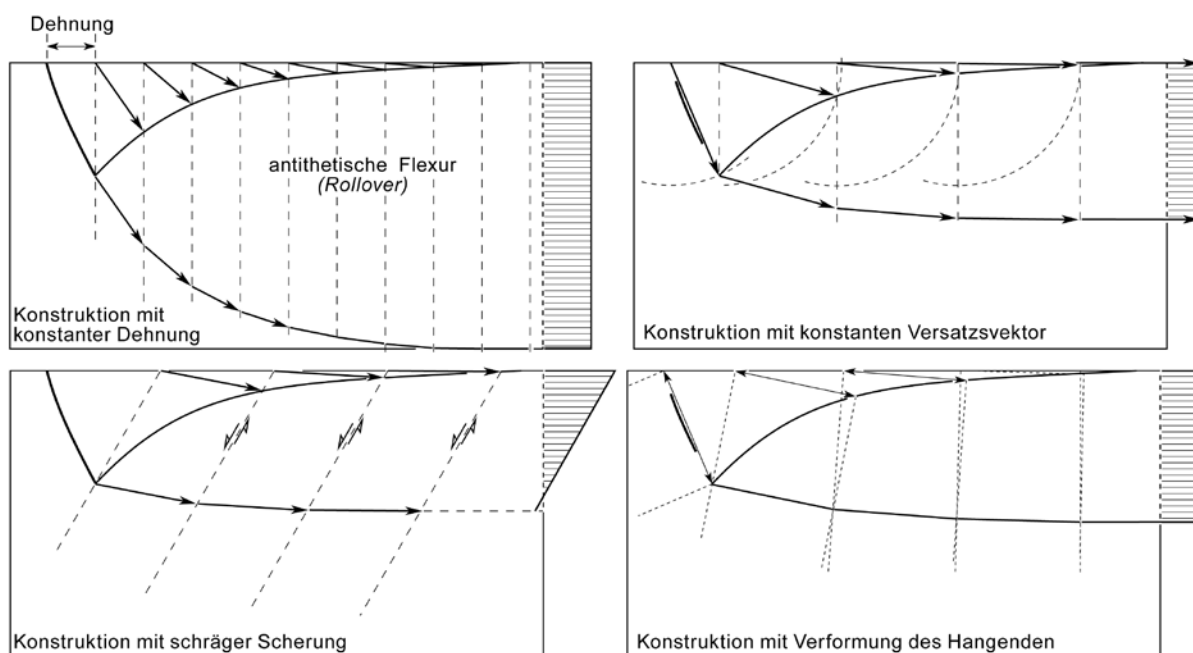 Dehnung
antithetische Flexur
(Rollover)
Konstruktion mit
konstanter Dehnung
Konstruktion mit konstanten Versatzsvektor
Konstruktion mit schräger Scherung
Konstruktion mit Verformung des Hangenden